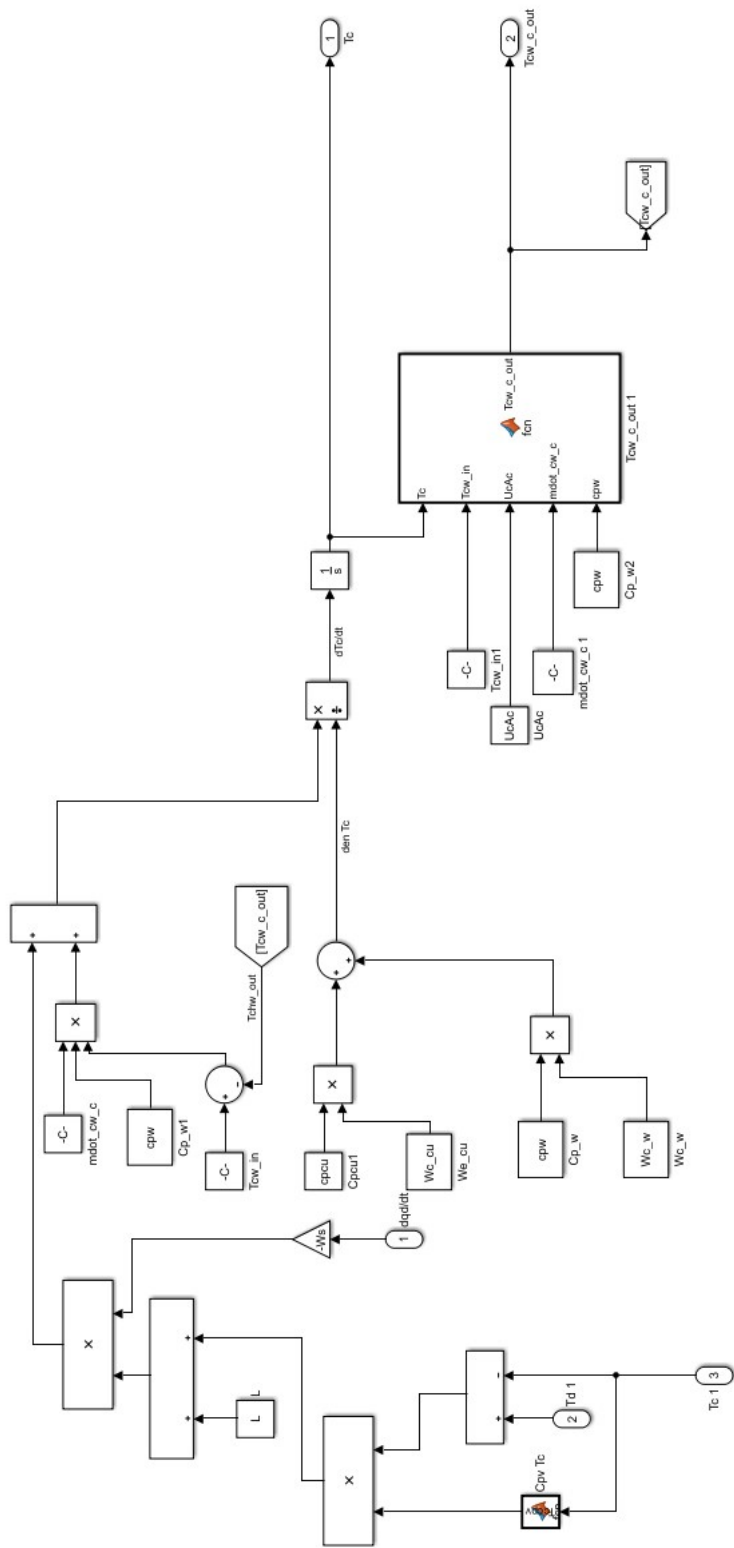 1
Tc
2
Tcw_c_out
[Tcw_c_out]
Tc
Tcw_in
UcAc
mdot_cw_c
cpw
fcn
Tcw_c_out
Tcw_c_out 1
1
s
dTc/dt
×
÷
-C-
Tcw_in1
UcAc
UcAc
-C-
mdot_cw_c 1
cpw
Cp_w2
den Tc
+
+
×
-C-
mdot_cw_c
cpw
Cp_w1
+
-
-C-
Tcw_in
Tchw_out
[Tcw_c_out]
+
+
×
cpcu
Cpcu1
Wc_cu
We_cu
×
cpw
Cp_w
Wc_w
Wc_w
-Ws
1
dqd/dt
×
+
+
L
L
×
+
-
Td 1
2
Cpv Tc
Tc 1
3